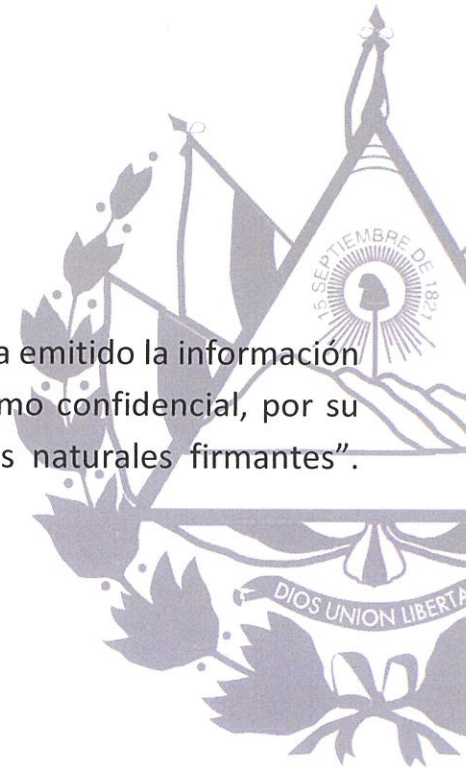 15 SEPTIEMBRE DE 1821
a emitido la información
mo confidencial, por su
s naturales firmantes”.
DIOS UNION LIBERTA